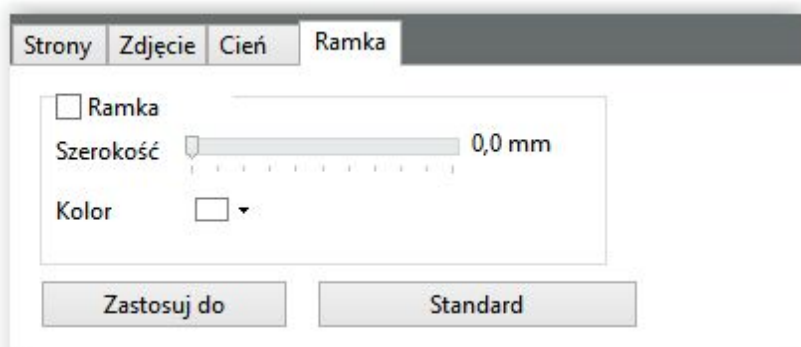 Strony Zdjęcie Cień Ramka
Ramka
Szerokość 0,0 mm
Kolor
Zastosuj do Standard